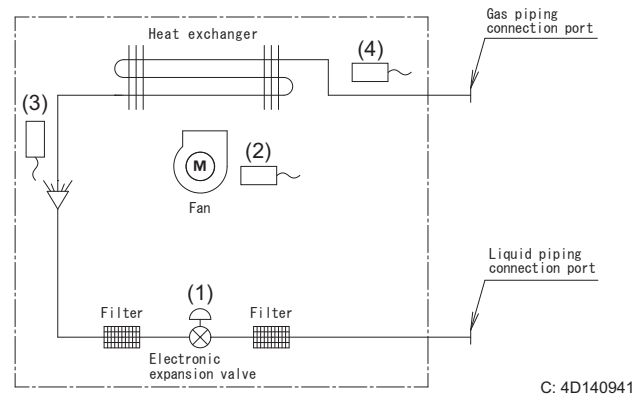 Gas piping
connection port
Heat exchanger
(4)
(3)
(2)
M
Fan
Liquid piping
connection port
(1)
Filter
Filter
Electronic
expansion valve
C: 4D140941